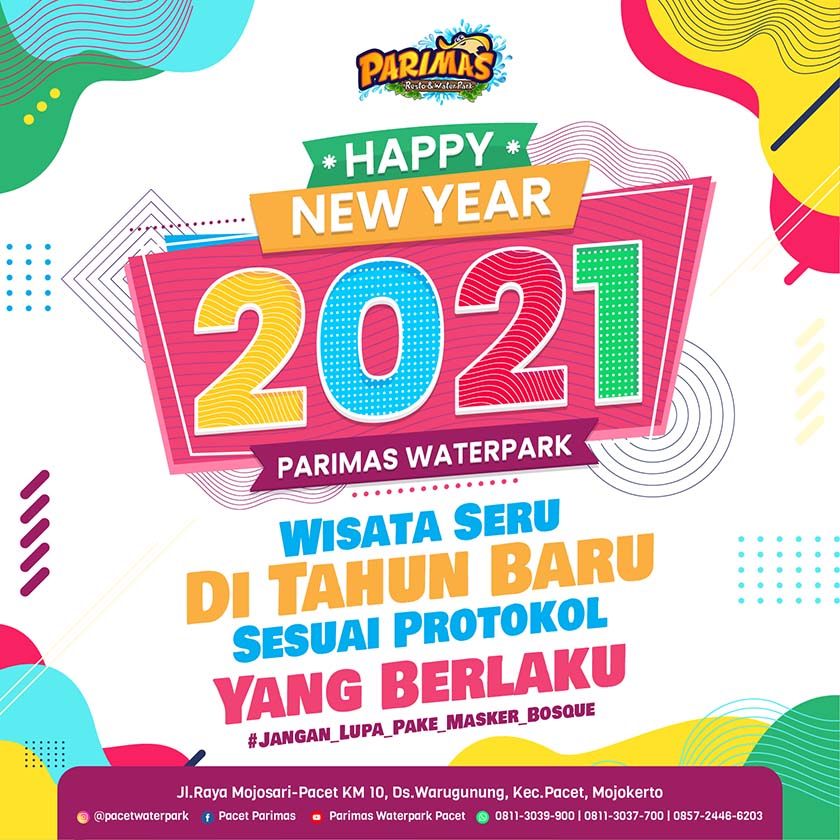 PARIMAS
Resto & WaterPark
* HAPPY *
NEW YEAR
2021
PARIMAS WATERPARK
WISATA SERU
DI TAHUN BARU
SESUAI PROTOKOL
YANG BERLAKU
#JANGAN_LUPA_PAKE_MASKER_BOSQUE
Jl.Raya Mojosari-Pacet KM 10, Ds.Warugunung, Kec.Pacet, Mojokerto
@pacetwaterpark Pacet Parimas Parimas Waterpark Pacet 0811-3039-900 | 0811-3037-700 | 0857-2446-6203